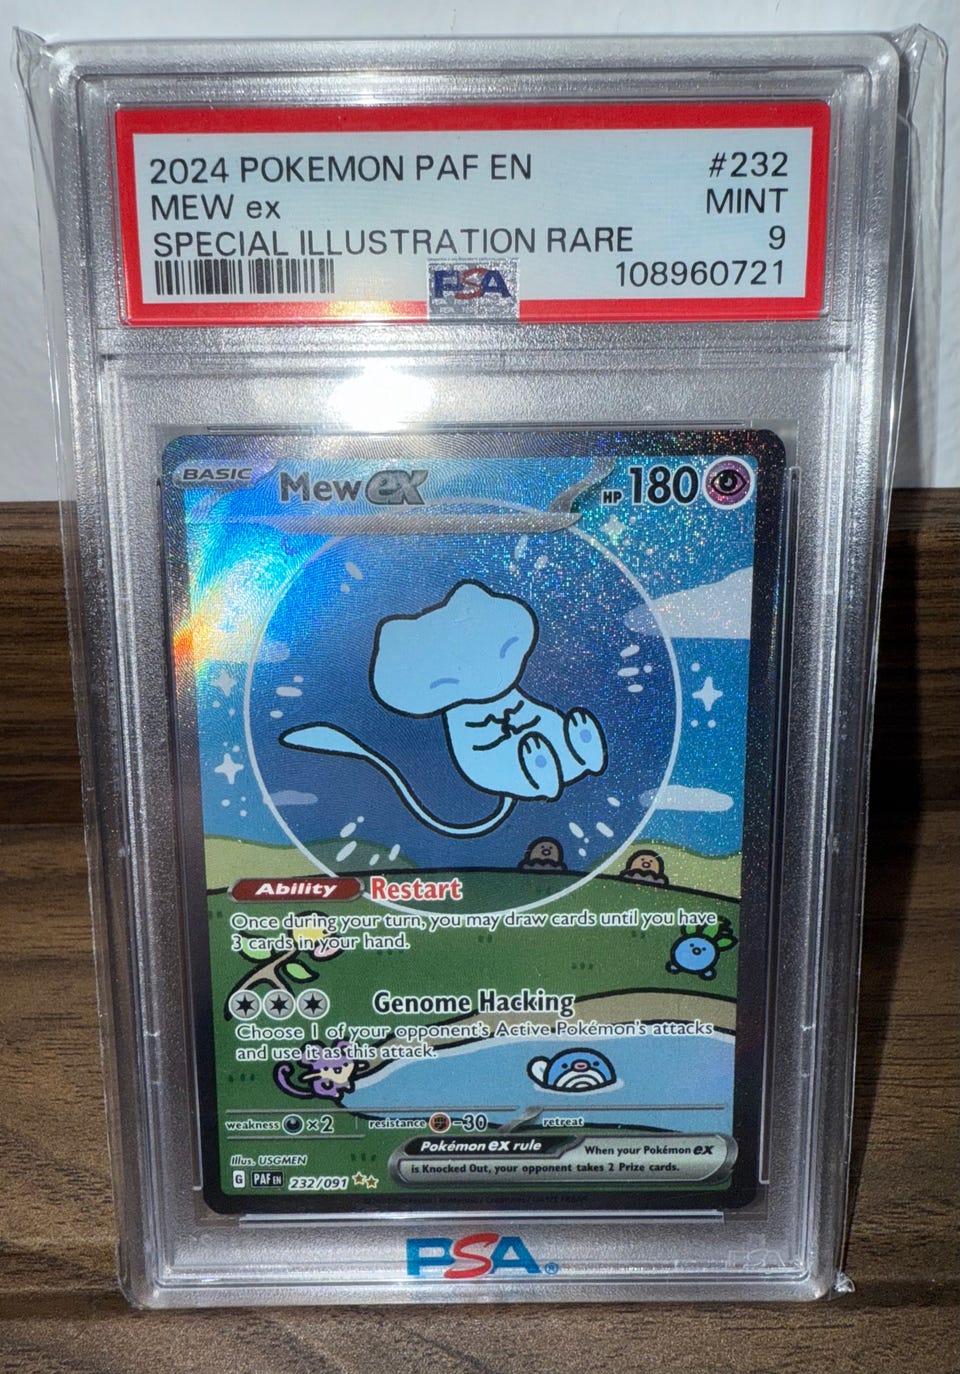 2024 POKEMON PAF EN #232
MEW ex MINT
SPECIAL ILLUSTRATION RARE 9
PSA 108960721
BASIC Mew ex HP 180
Ability Restart
Once during your turn, you may draw cards until you have
3 cards in your hand.
Genome Hacking
Choose 1 of your opponent's Active Pokémon's attacks
and use it as this attack.
weakness ×2 resistance -30 retreat
Pokémon ex rule When your Pokémon ex
is Knocked Out, your opponent takes 2 Prize cards.
Illus. USGMEN
G PAF EN 232/091
PSA®